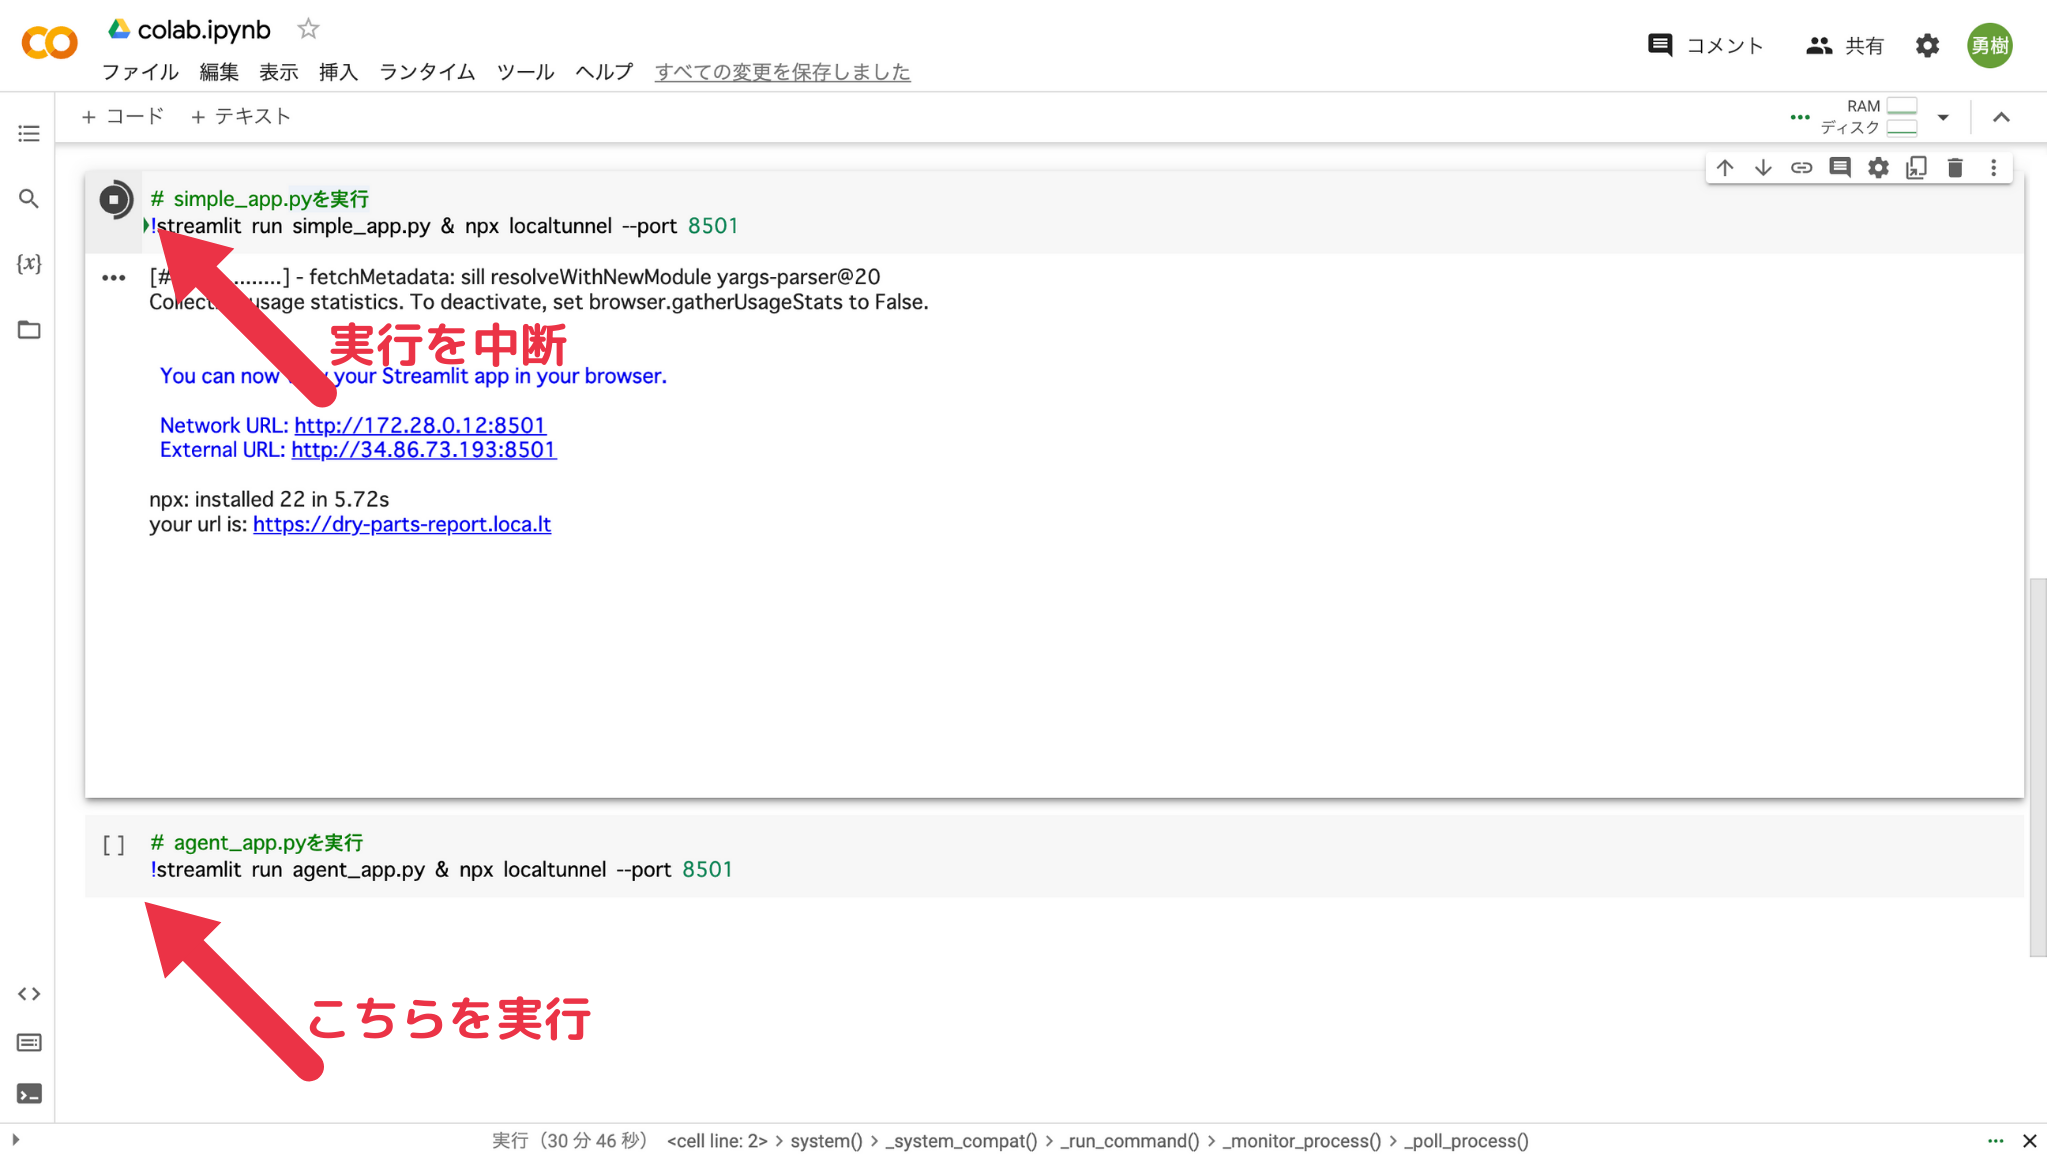 colab.ipynb
コメント
共有
勇樹
ファイル 編集 表示 挿入 ランタイム ツール ヘルプ すべての変更を保存しました
+ コード + テキスト
RAM
ディスク
# simple_app.pyを実行
!streamlit run simple_app.py & npx localtunnel --port 8501
[#..........] - fetchMetadata: sill resolveWithNewModule yargs-parser@20
usage statistics. To deactivate, set browser.gatherUsageStats to False.
実行を中断
You can now your Streamlit app in your browser.
Network URL: http://172.28.0.12:8501
External URL: http://34.86.73.193:8501
npx: installed 22 in 5.72s
your url is: https://dry-parts-report.loca.lt
[ ] # agent_app.pyを実行
!streamlit run agent_app.py & npx localtunnel --port 8501
こちらを実行
実行（30 分 46 秒） <cell line: 2> > system() > _system_compat() > _run_command() > _monitor_process() > _poll_process()